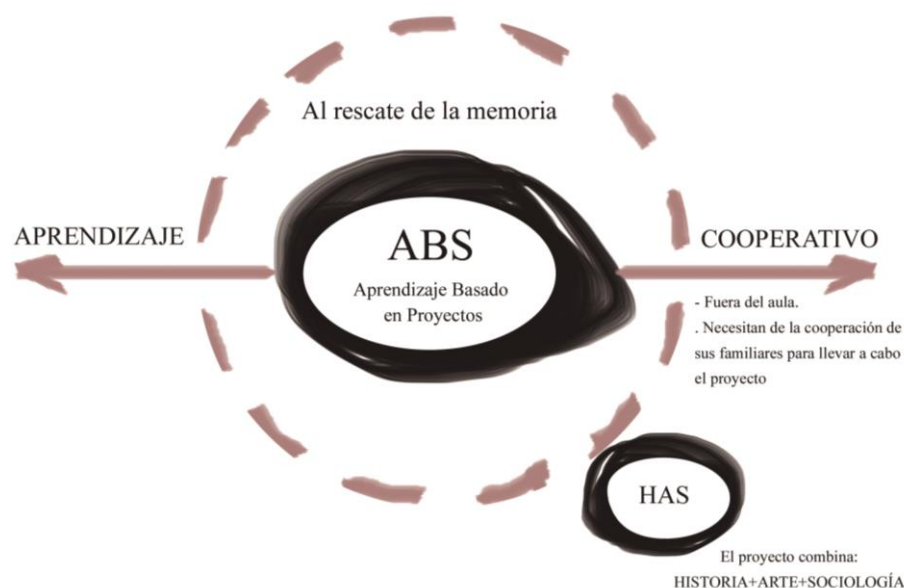 Al rescate de la memoria
APRENDIZAJE
ABS
Aprendizaje Basado
en Proyectos
COOPERATIVO
- Fuera del aula.
. Necesitan de la cooperación de
sus familiares para llevar a cabo
el proyecto
HAS
El proyecto combina:
HISTORIA+ARTE+SOCIOLOGÍA